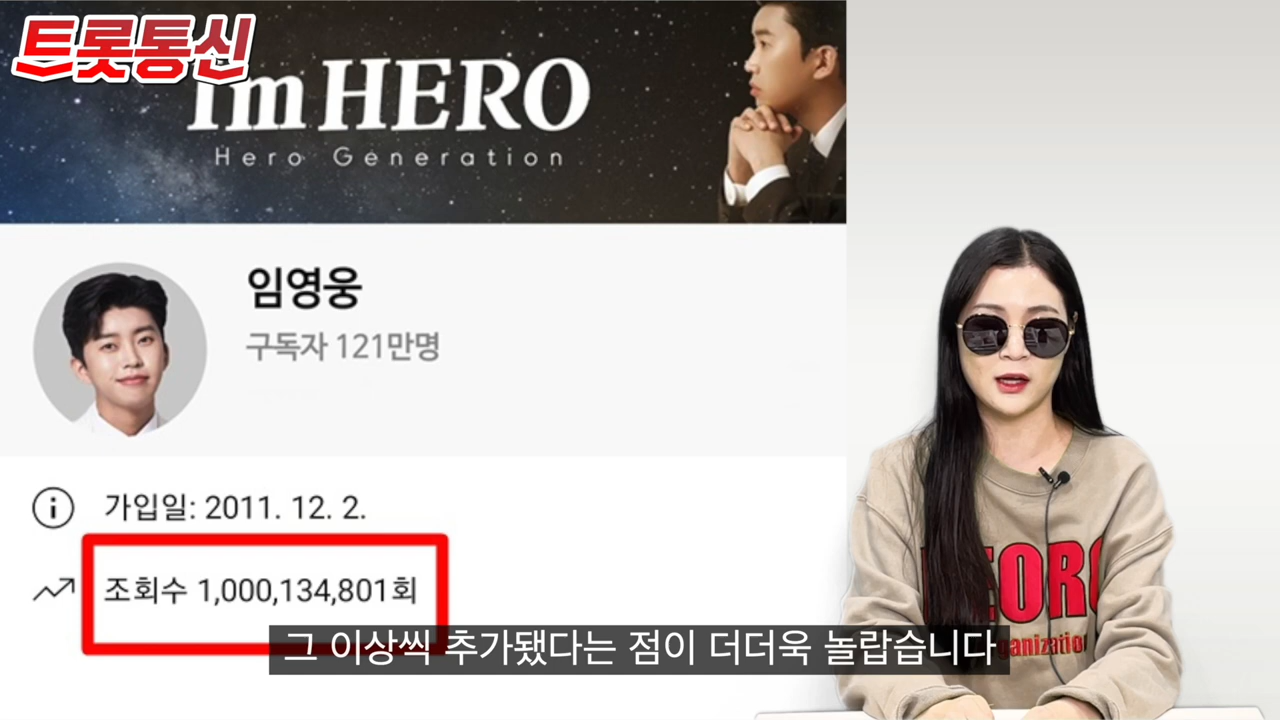 트롯통신
im HERO
Hero Generation
임영웅
구독자 121만명
가입일: 2011. 12. 2.
조회수 1,000,134,801회
그 이상씩 추가됐다는 점이 더더욱 놀랍습니다